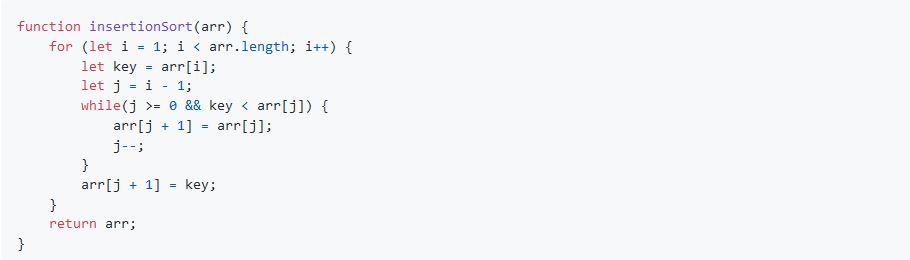 function insertionSort(arr) {
    for (let i = 1; i < arr.length; i++) {
        let key = arr[i];
        let j = i - 1;
        while(j >= 0 && key < arr[j]) {
            arr[j + 1] = arr[j];
            j--;
        }
        arr[j + 1] = key;
    }
    return arr;
}